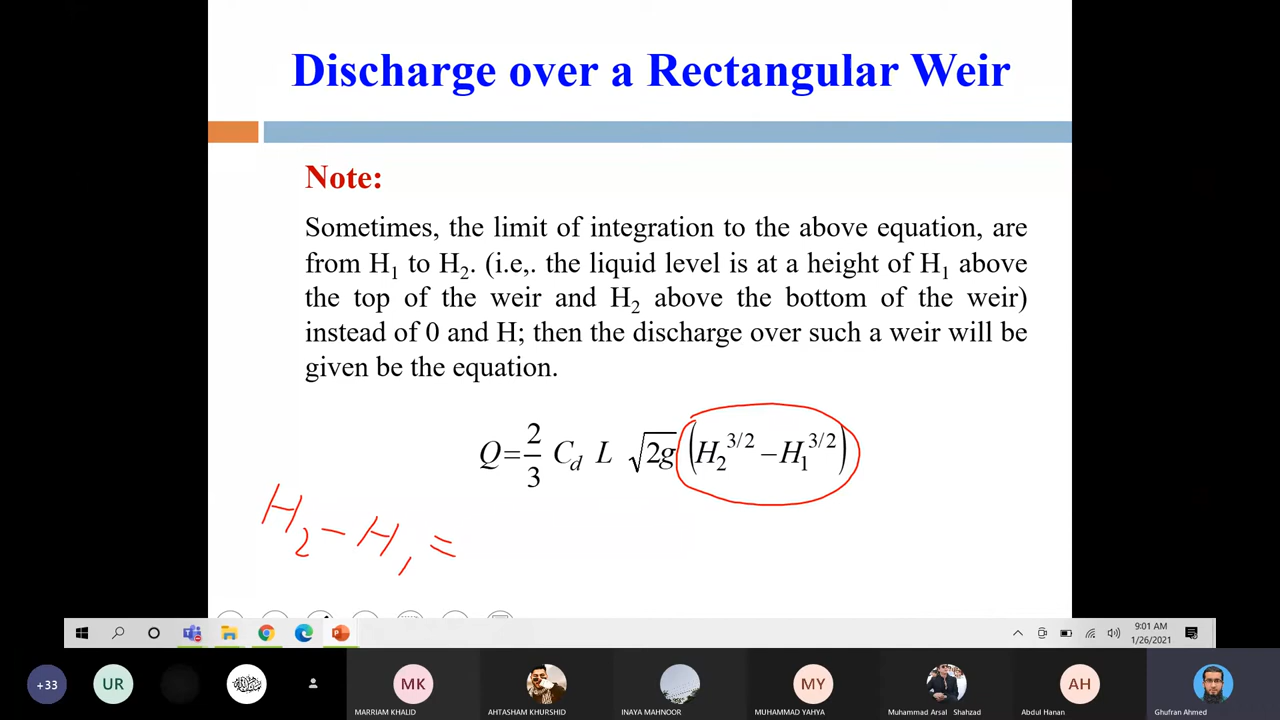 Discharge over a Rectangular Weir
Note:
Sometimes, the limit of integration to the above equation, are
from H₁ to H₂. (i.e,. the liquid level is at a height of H₁ above
the top of the weir and H₂ above the bottom of the weir)
instead of 0 and H; then the discharge over such a weir will be
given be the equation.
Q=2/3 C_d L √2g (H₂^3/2 – H₁^3/2)
H₂ – H₁ =
9:01 AM
1/26/2021
+33
UR
MK
MY
AH
MARRIAM KHALID
AHTASHAM KHURSHID
INAYA MAHNOOR
MUHAMMAD YAHYA
Muhammad Arsal Shahzad
Abdul Hanan
Ghufran Ahmed